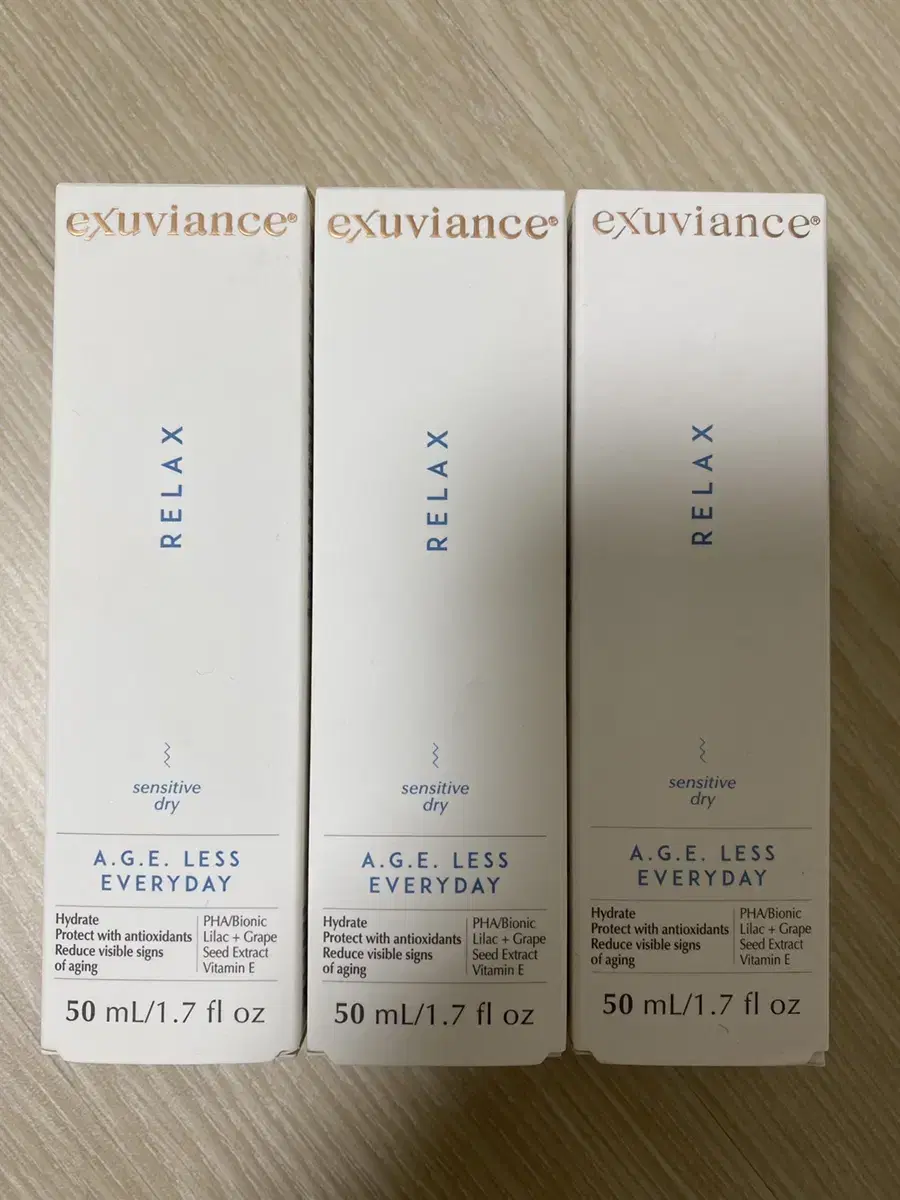 exuviance®
RELAX
sensitive
dry
A.G.E. LESS
EVERYDAY
Hydrate
Protect with antioxidants
Reduce visible signs
of aging
PHA/Bionic
Lilac + Grape
Seed Extract
Vitamin E
50 mL/1.7 fl oz
exuviance®
RELAX
sensitive
dry
A.G.E. LESS
EVERYDAY
Hydrate
Protect with antioxidants
Reduce visible signs
of aging
PHA/Bionic
Lilac + Grape
Seed Extract
Vitamin E
50 mL/1.7 fl oz
exuviance®
RELAX
sensitive
dry
A.G.E. LESS
EVERYDAY
Hydrate
Protect with antioxidants
Reduce visible signs
of aging
PHA/Bionic
Lilac + Grape
Seed Extract
Vitamin E
50 mL/1.7 fl oz